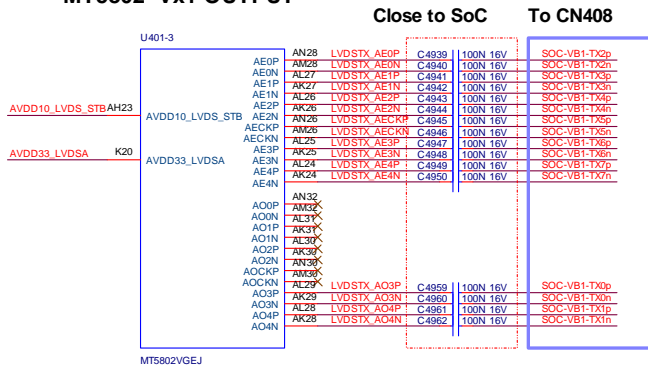 MT5802 Vx1 OUTPUT
Close to SoC To CN408
U401-3
AE0P AN28 LVDSTX_AE0P C4939 100N 16V SOC-VB1-TX2p
AE0N AM28 LVDSTX_AE0N C4940 100N 16V SOC-VB1-TX2n
AE1P AL27 LVDSTX_AE1P C4941 100N 16V SOC-VB1-TX3p
AE1N AK27 LVDSTX_AE1N C4942 100N 16V SOC-VB1-TX3n
AE2P AL26 LVDSTX_AE2P C4943 100N 16V SOC-VB1-TX4p
AVDD10_LVDS_STB AH23 AVDD10_LVDS_STB AE2N AK26 LVDSTX_AE2N C4944 100N 16V SOC-VB1-TX4n
AECKP AN26 LVDSTX_AECKP C4945 100N 16V SOC-VB1-TX5p
AECKN AM26 LVDSTX_AECKN C4946 100N 16V SOC-VB1-TX5n
AE3P AL25 LVDSTX_AE3P C4947 100N 16V SOC-VB1-TX6p
AVDD33_LVDSA K20 AVDD33_LVDSA AE3N AK25 LVDSTX_AE3N C4948 100N 16V SOC-VB1-TX6n
AE4P AL24 LVDSTX_AE4P C4949 100N 16V SOC-VB1-TX7p
AE4N AK24 LVDSTX_AE4N C4950 100N 16V SOC-VB1-TX7n
AO0P AN32
AO0N AM32
AO1P AL31
AO1N AK31
AO2P AL30
AO2N AK30
AOCKP AN30
AOCKN AM30
AO3P AL29 LVDSTX_AO3P C4959 100N 16V SOC-VB1-TX0p
AO3N AK29 LVDSTX_AO3N C4960 100N 16V SOC-VB1-TX0n
AO4P AL28 LVDSTX_AO4P C4961 100N 16V SOC-VB1-TX1p
AO4N AK28 LVDSTX_AO4N C4962 100N 16V SOC-VB1-TX1n
MT5802VGEJ